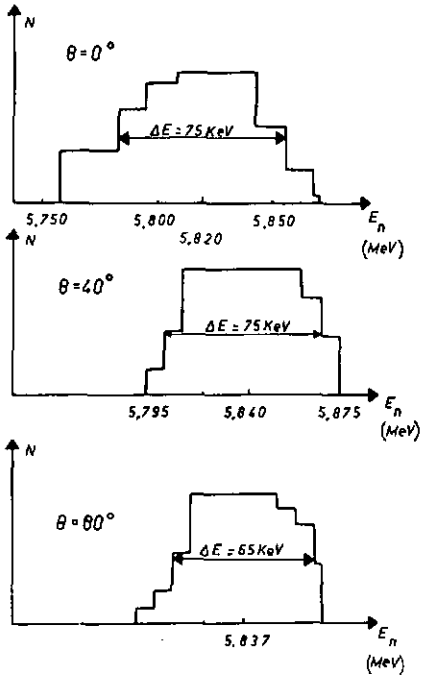 N
θ = 0°
ΔE = 75 KeV
5,750 5,800 5,850 E_n
5,820 (MeV)
N
θ = 40°
ΔE = 75 KeV
5,795 5,840 5,875 E_n
(MeV)
N
θ = 80°
ΔE = 65 KeV
5,837 E_n
(MeV)